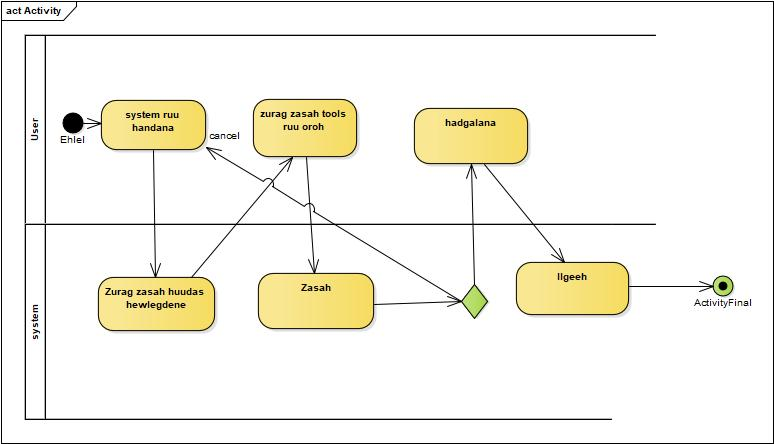 act Activity
User
Ehlel
system ruu
handana
cancel
zurag zasah tools
ruu oroh
hadgalana
system
Zurag zasah huudas
hewlegdene
Zasah
Ilgeeh
ActivityFinal